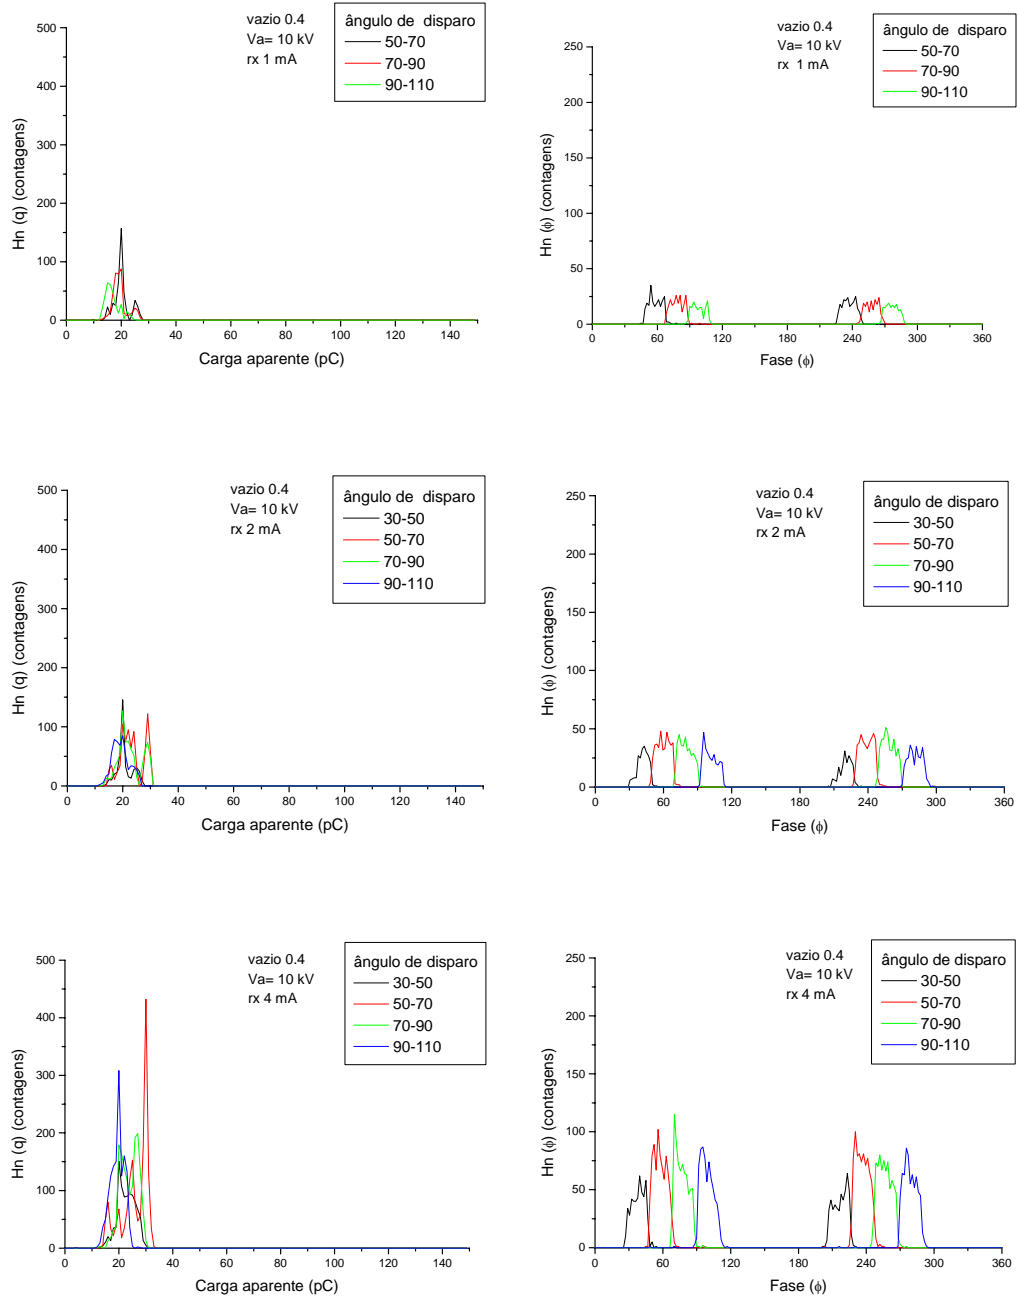 vazio 0.4
Va= 10 kV
rx 1 mA
ângulo de disparo
50-70
70-90
90-110
500
400
300
200
100
0
Hn (q) (contagens)
0 20 40 60 80 100 120 140
Carga aparente (pC)
vazio 0.4
Va= 10 kV
rx 1 mA
ângulo de disparo
50-70
70-90
90-110
250
200
150
100
50
0
Hn (ϕ) (contagens)
0 60 120 180 240 300 360
Fase (ϕ)
vazio 0.4
Va= 10 kV
rx 2 mA
ângulo de disparo
30-50
50-70
70-90
90-110
500
400
300
200
100
0
Hn (q) (contagens)
0 20 40 60 80 100 120 140
Carga aparente (pC)
vazio 0.4
Va= 10 kV
rx 2 mA
ângulo de disparo
30-50
50-70
70-90
90-110
250
200
150
100
50
0
Hn (ϕ) (contagens)
0 60 120 180 240 300 360
Fase (ϕ)
vazio 0.4
Va= 10 kV
rx 4 mA
ângulo de disparo
30-50
50-70
70-90
90-110
500
400
300
200
100
0
Hn (q) (contagens)
0 20 40 60 80 100 120 140
Carga aparente (pC)
vazio 0.4
Va= 10 kV
rx 4 mA
ângulo de disparo
30-50
50-70
70-90
90-110
250
200
150
100
50
0
Hn (ϕ) (contagens)
0 60 120 180 240 300 360
Fase (ϕ)